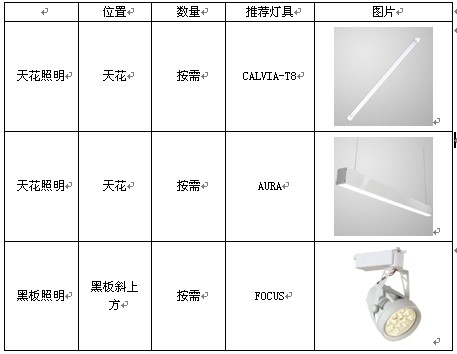 位置 数量 推荐灯具 图片
天花照明 天花 按需 CALVIA-T8
天花照明 天花 按需 AURA
黑板照明 黑板斜上
方 按需 FOCUS